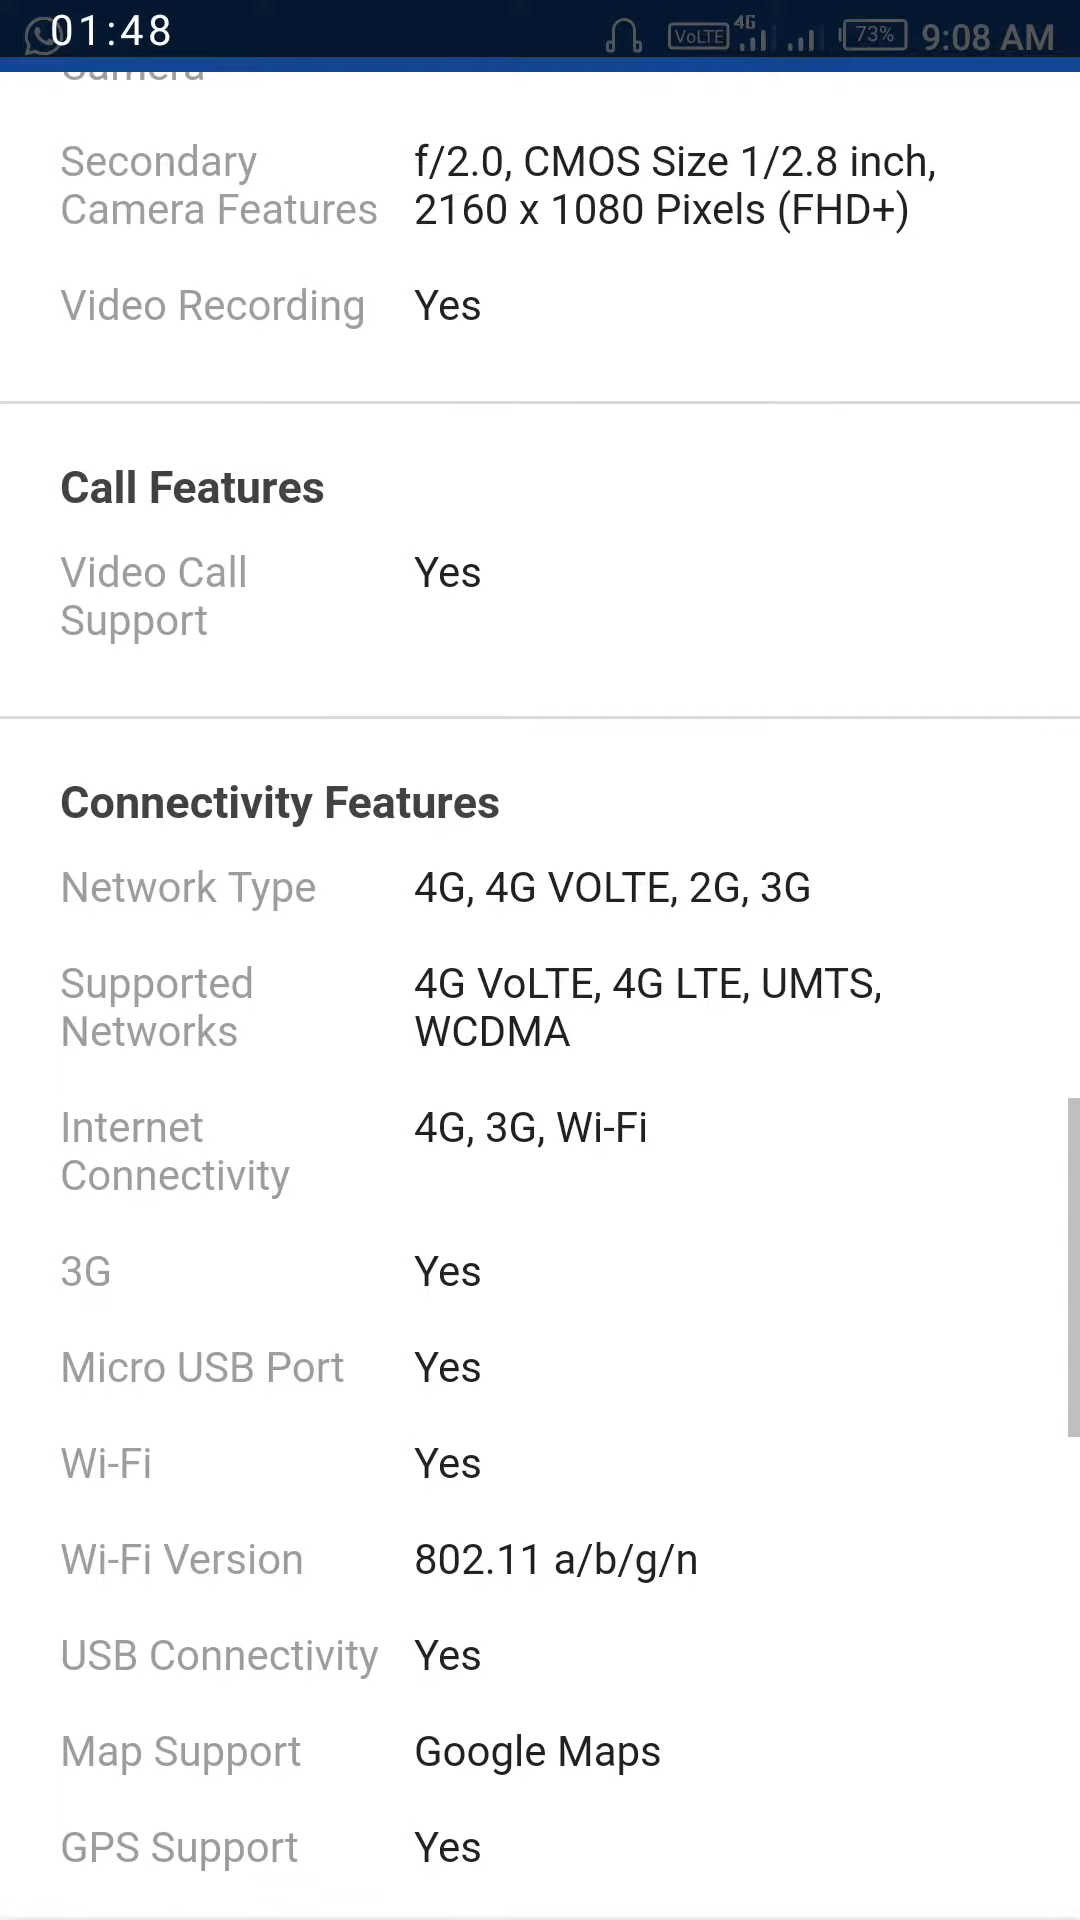 01:48 VoLTE 4G 73% 9:08 AM
Camera
Secondary f/2.0, CMOS Size 1/2.8 inch,
Camera Features 2160 x 1080 Pixels (FHD+)
Video Recording Yes
Call Features
Video Call Yes
Support
Connectivity Features
Network Type 4G, 4G VOLTE, 2G, 3G
Supported 4G VoLTE, 4G LTE, UMTS,
Networks WCDMA
Internet 4G, 3G, Wi-Fi
Connectivity
3G Yes
Micro USB Port Yes
Wi-Fi Yes
Wi-Fi Version 802.11 a/b/g/n
USB Connectivity Yes
Map Support Google Maps
GPS Support Yes